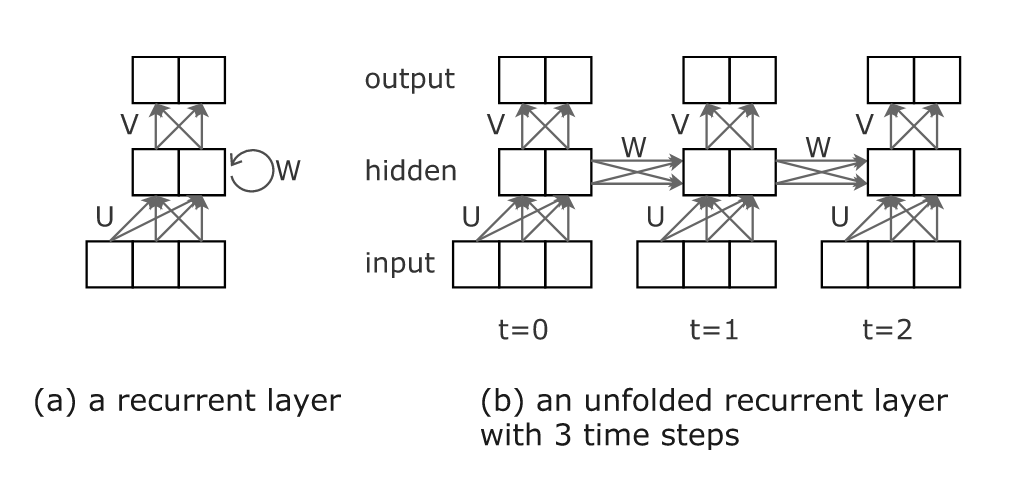 V
W
U
(a) a recurrent layer
output
V
V
V
hidden
W
W
U
U
U
input
t=0
t=1
t=2
(b) an unfolded recurrent layer
with 3 time steps